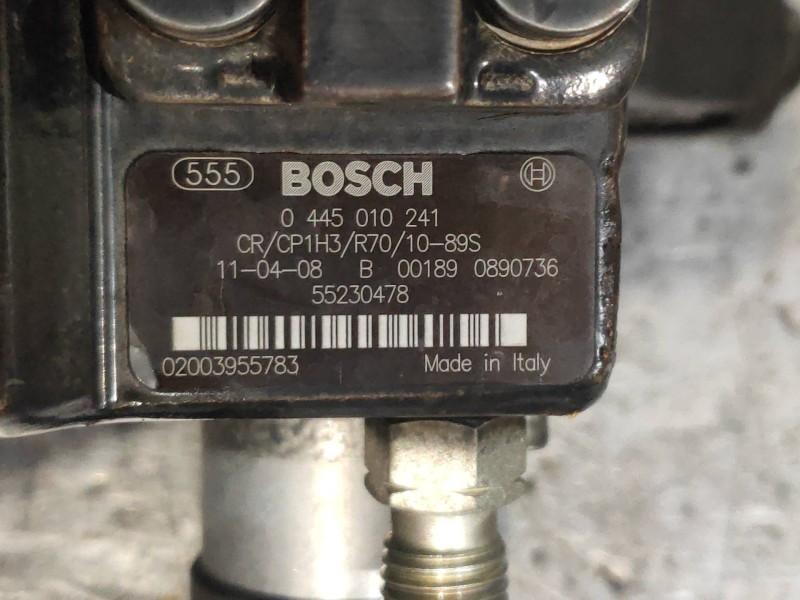 555 BOSCH
0 445 010 241
CR/CP1H3/R70/10-89S
11-04-08 B 00189 0890736
55230478
02003955783 Made in Italy